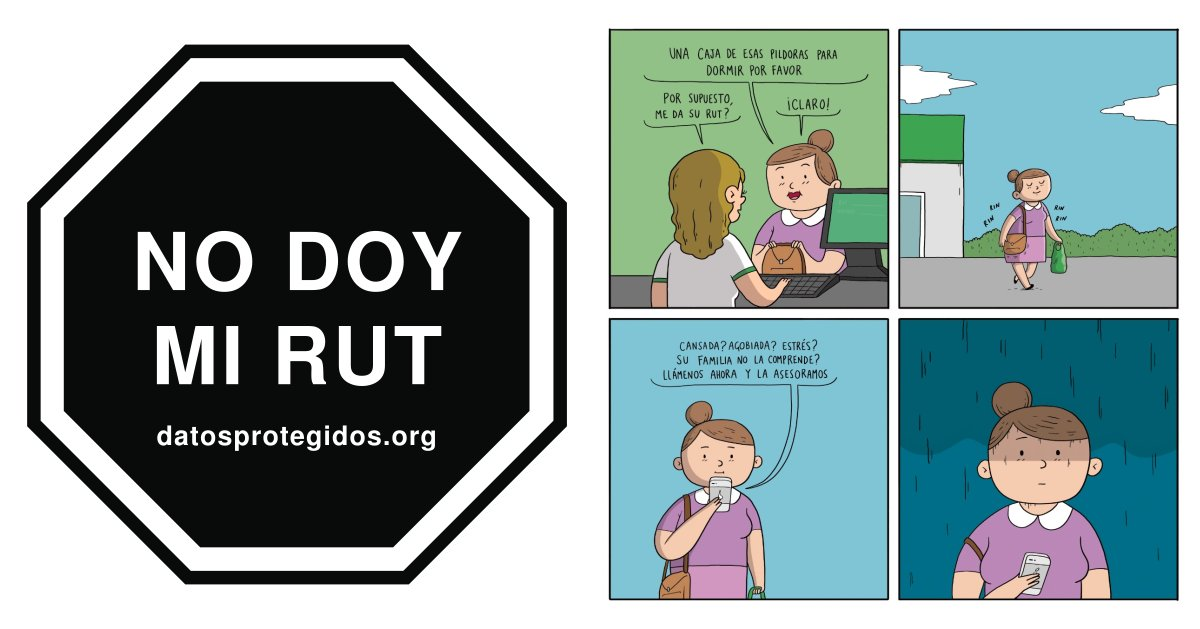 NO DOY
MI RUT
datosprotegidos.org
UNA CAJA DE ESAS PILDORAS PARA
DORMIR POR FAVOR
POR SUPUESTO,
ME DA SU RUT?
¡CLARO!
RIN
RIN
RIN
RIN
CANSADA? AGOBIADA? ESTRÉS?
SU FAMILIA NO LA COMPRENDE?
LLÁMENOS AHORA Y LA ASESORAMOS